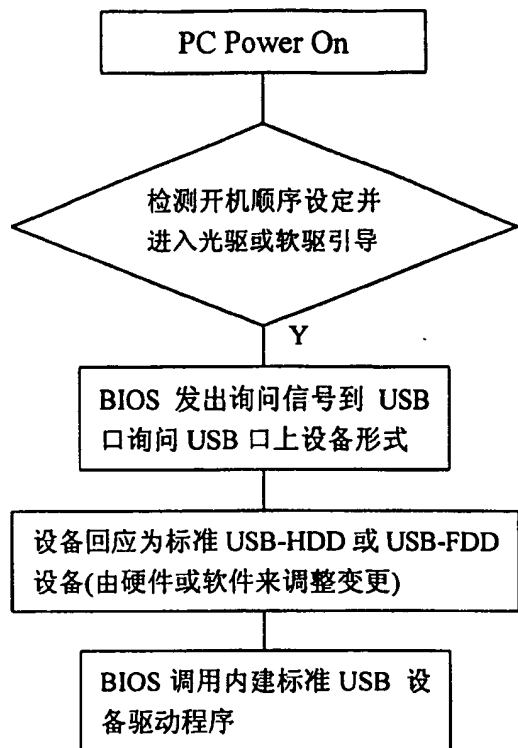 PC Power On
检测开机顺序设定并
进入光驱或软驱引导
Y
BIOS 发出询问信号到 USB
口询问 USB 口上设备形式
设备回应为标准 USB-HDD 或 USB-FDD
设备(由硬件或软件来调整变更)
BIOS 调用内建标准 USB 设
备驱动程序